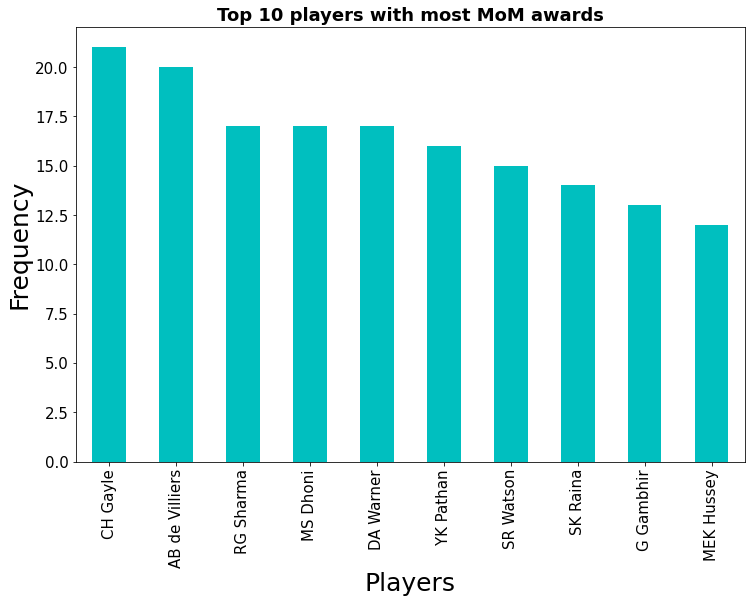 Top 10 players with most MoM awards
Frequency
20.0
17.5
15.0
12.5
10.0
7.5
5.0
2.5
0.0
CH Gayle
AB de Villiers
RG Sharma
MS Dhoni
DA Warner
YK Pathan
SR Watson
SK Raina
G Gambhir
MEK Hussey
Players